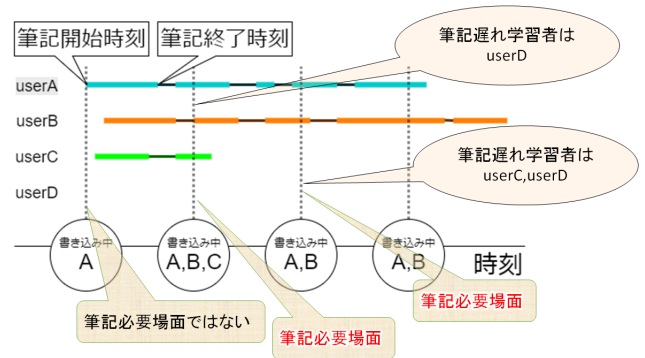 筆記開始時刻
筆記終了時刻
筆記遅れ学習者は
userD
userA
userB
userC
userD
筆記遅れ学習者は
userC,userD
書き込み中
A
書き込み中
A,B,C
書き込み中
A,B
書き込み中
A,B
時刻
筆記必要場面ではない
筆記必要場面
筆記必要場面